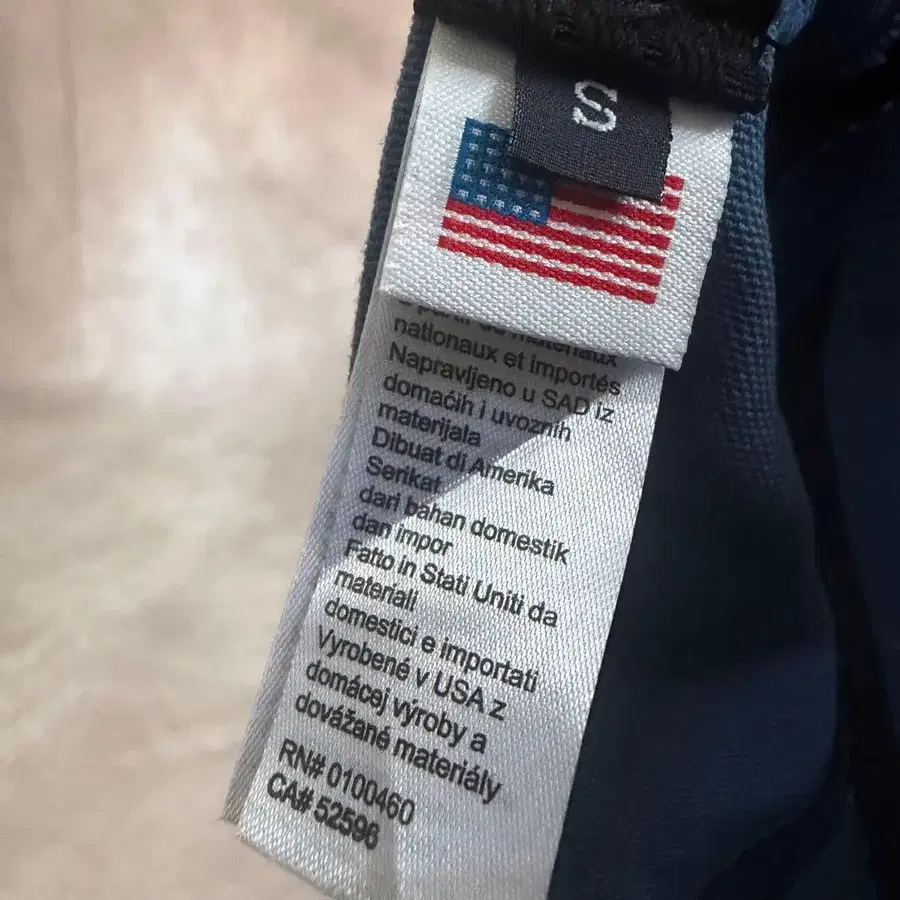 S
materiaux
nationaux et importés
Napravljeno u SAD iz
domaćih i uvoznih
materijala
Dibuat di Amerika
Serikat
dari bahan domestik
dan impor
Fatto in Stati Uniti da
materiali
domestici e importati
Vyrobené v USA z
domácej výroby a
dovážané materiály
RN# 0100460
CA# 52596